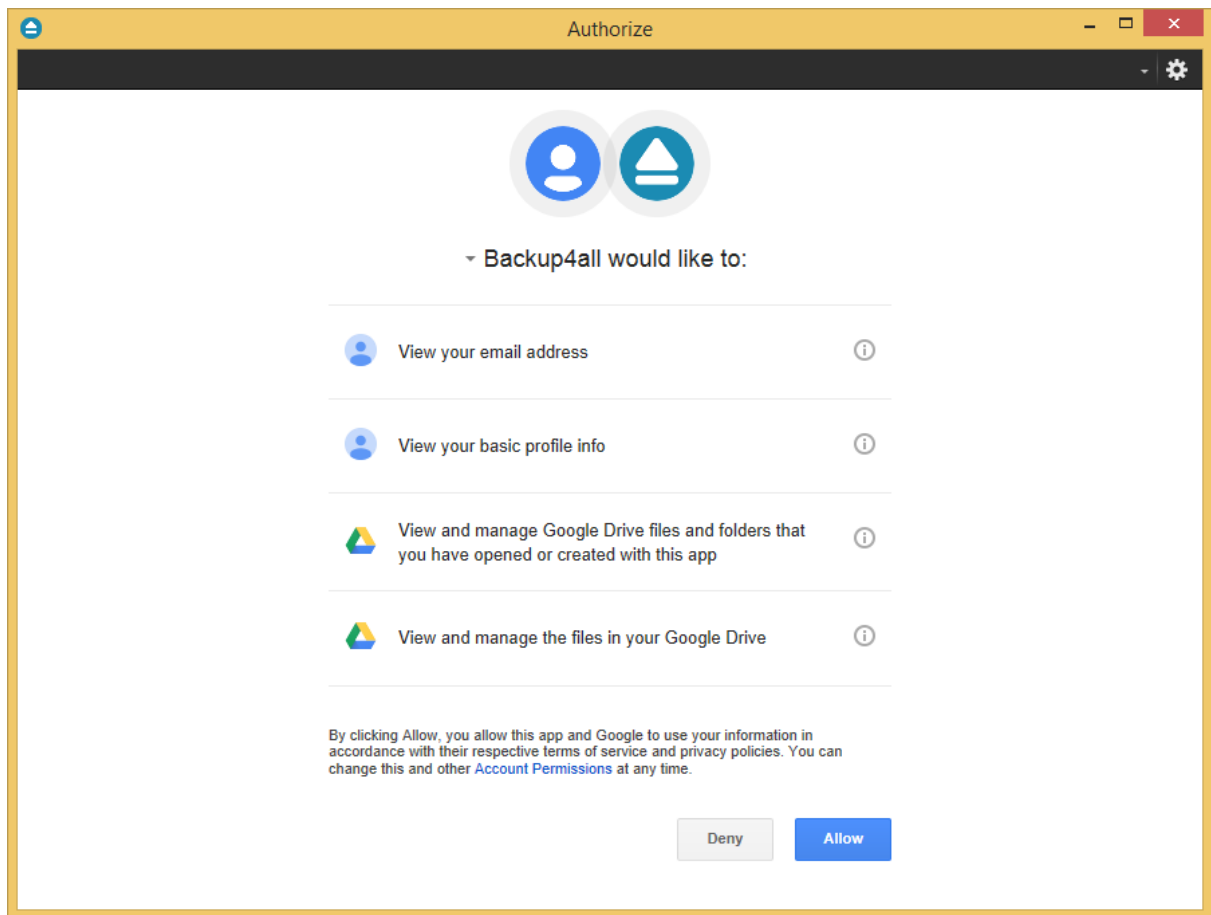 Authorize
Backup4all would like to:
View your email address
View your basic profile info
View and manage Google Drive files and folders that
you have opened or created with this app
View and manage the files in your Google Drive
By clicking Allow, you allow this app and Google to use your information in
accordance with their respective terms of service and privacy policies. You can
change this and other Account Permissions at any time.
Deny
Allow